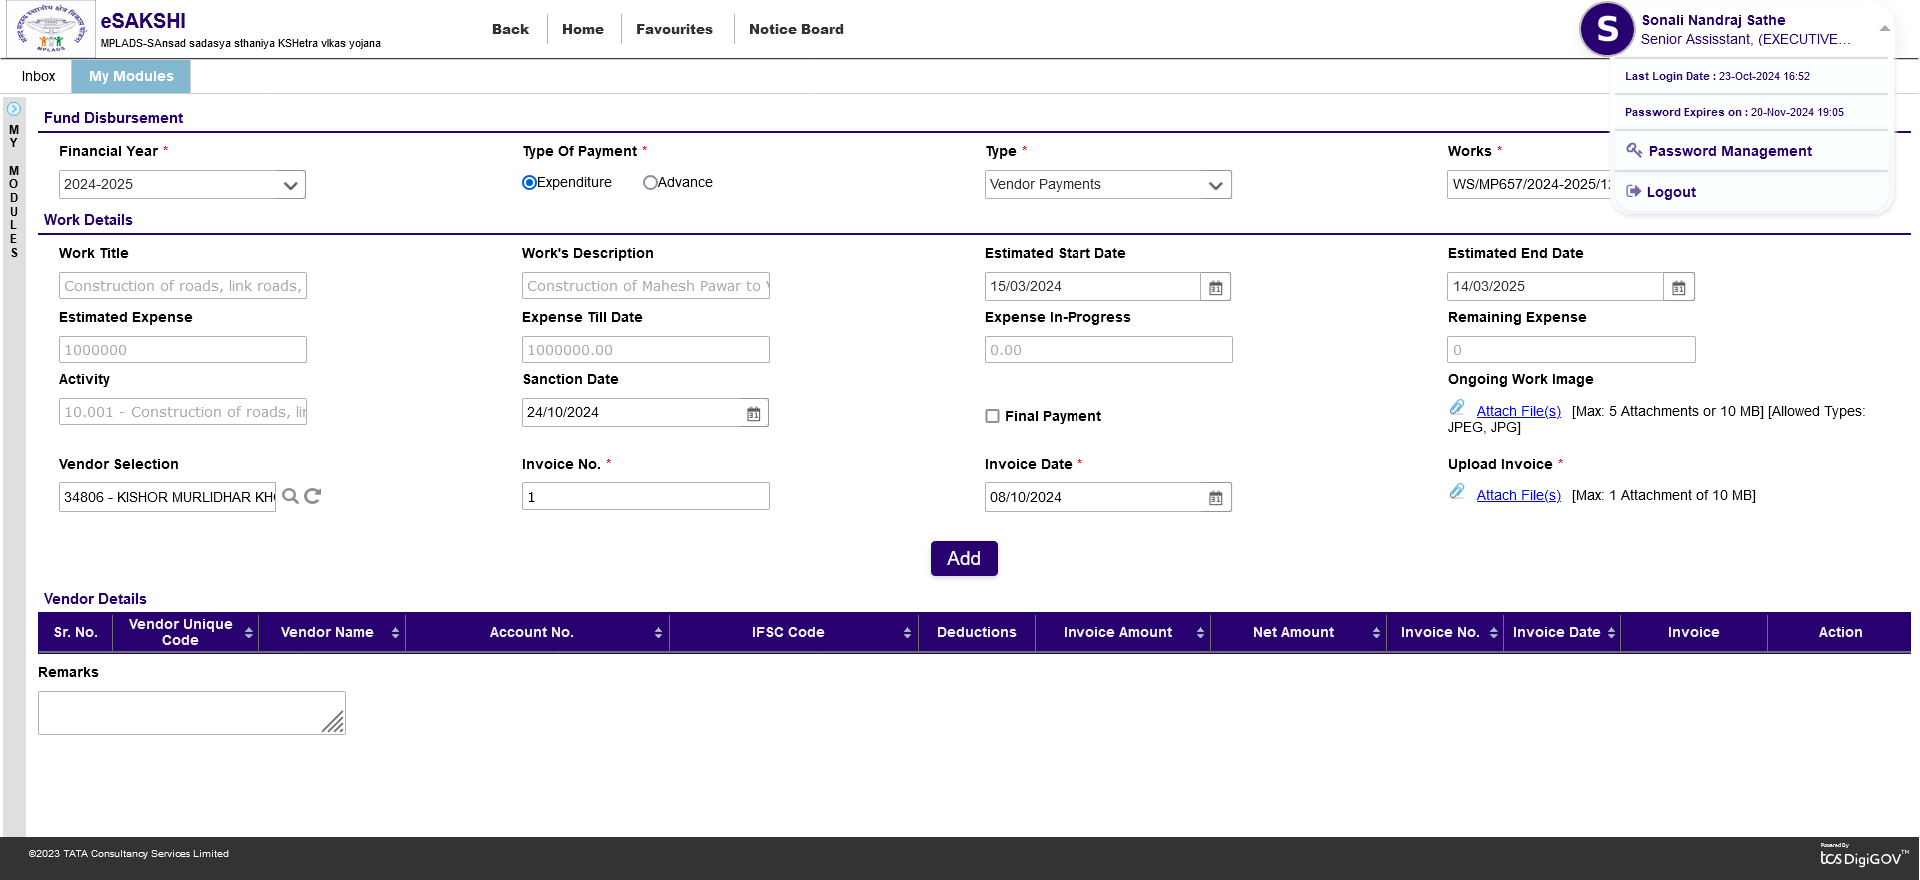 eSAKSHI
MPLADS-SAnsad sadasya sthaniya KSHetra vIkas yojana
MPLADS
Back
Home
Favourites
Notice Board
S
Sonali Nandraj Sathe
Senior Assisstant, (EXECUTIVE...
Inbox
My Modules
Last Login Date : 23-Oct-2024 16:52
Password Expires on : 20-Nov-2024 19:05
Password Management
Logout
MY MODULES
Fund Disbursement
Financial Year *
Type Of Payment *
Type *
Works *
2024-2025
Expenditure
Advance
Vendor Payments
WS/MP657/2024-2025/12
Work Details
Work Title
Work's Description
Estimated Start Date
Estimated End Date
Construction of roads, link roads,
Construction of Mahesh Pawar to
15/03/2024
14/03/2025
Estimated Expense
Expense Till Date
Expense In-Progress
Remaining Expense
1000000
1000000.00
0.00
0
Activity
Sanction Date
Ongoing Work Image
10.001 - Construction of roads, lin
24/10/2024
Final Payment
Attach File(s) [Max: 5 Attachments or 10 MB] [Allowed Types:
JPEG, JPG]
Vendor Selection
Invoice No. *
Invoice Date *
Upload Invoice *
34806 - KISHOR MURLIDHAR KHO
1
08/10/2024
Attach File(s) [Max: 1 Attachment of 10 MB]
Add
Vendor Details
Sr. No.
Vendor Unique
Code
Vendor Name
Account No.
IFSC Code
Deductions
Invoice Amount
Net Amount
Invoice No.
Invoice Date
Invoice
Action
Remarks
©2023 TATA Consultancy Services Limited
Powered By
tcs DigiGOV™